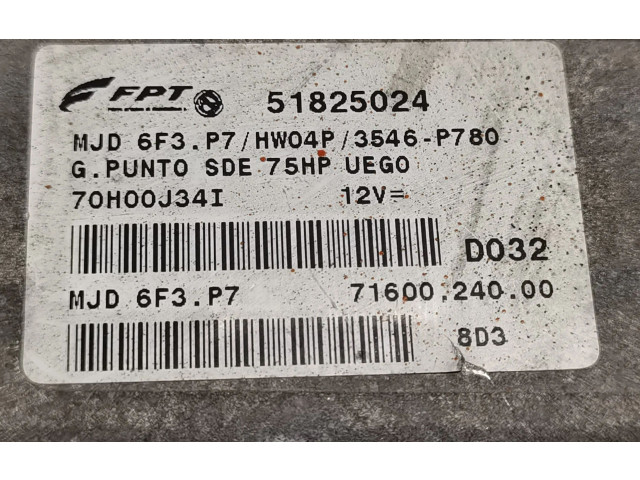 FPT 51825024
MJD 6F3.P7/HW04P/3546-P780
G.PUNTO SDE 75HP UEGO
70H00J34I 12V=
D032
MJD 6F3.P7 71600.240.00
8D3